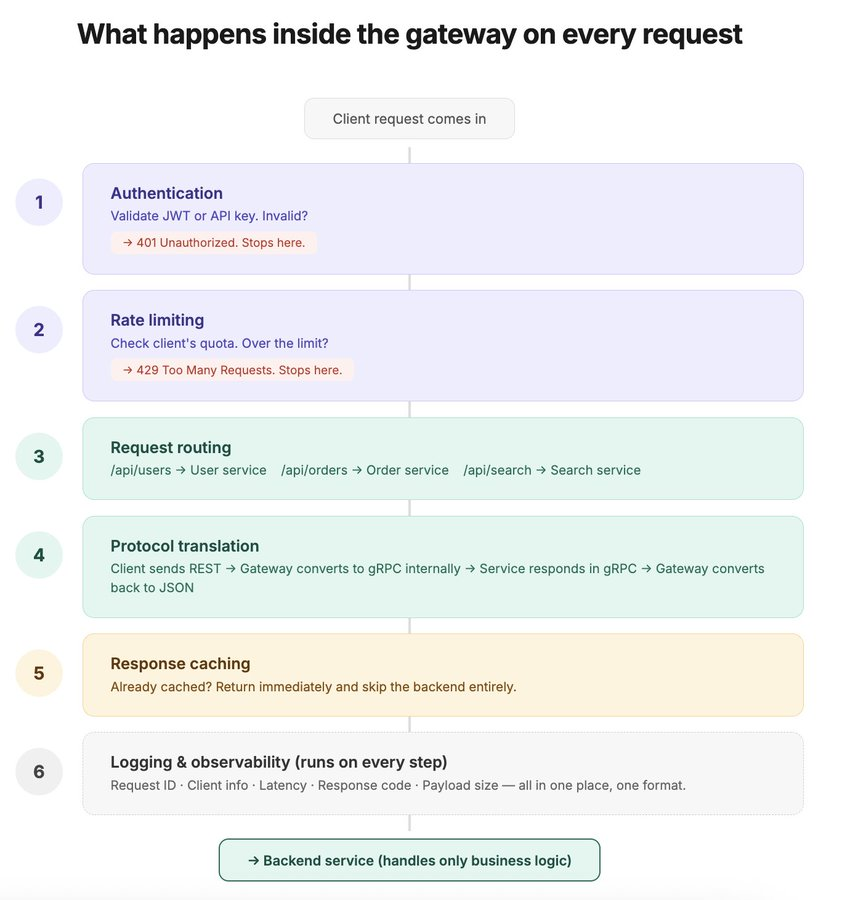 What happens inside the gateway on every request
Client request comes in
1
Authentication
Validate JWT or API key. Invalid?
→ 401 Unauthorized. Stops here.
2
Rate limiting
Check client's quota. Over the limit?
→ 429 Too Many Requests. Stops here.
3
Request routing
/api/users → User service /api/orders → Order service /api/search → Search service
4
Protocol translation
Client sends REST → Gateway converts to gRPC internally → Service responds in gRPC → Gateway converts
back to JSON
5
Response caching
Already cached? Return immediately and skip the backend entirely.
6
Logging & observability (runs on every step)
Request ID · Client info · Latency · Response code · Payload size — all in one place, one format.
→ Backend service (handles only business logic)